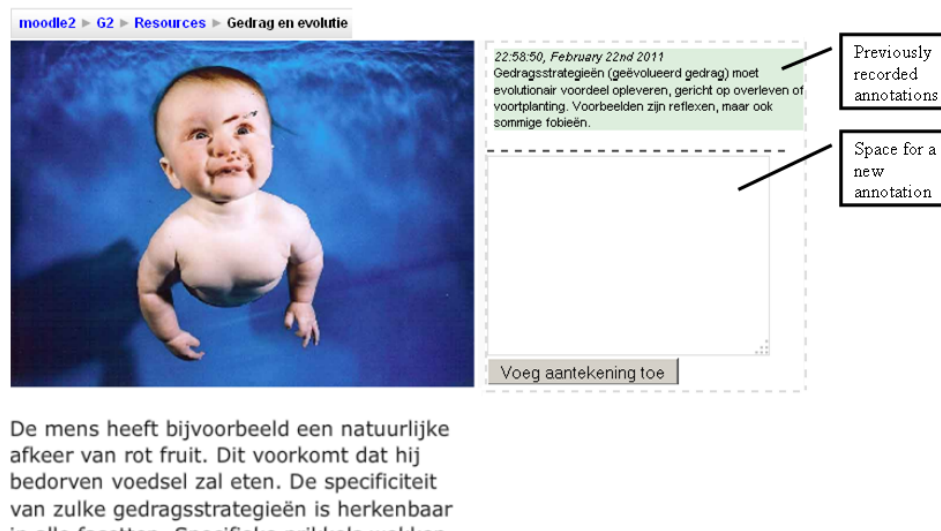 moodle2 ► G2 ► Resources ► Gedrag en evolutie
22:58:50, February 22nd 2011
Gedragsstrategieën (geëvolueerd gedrag) moet
evolutionair voordeel opleveren, gericht op overleven of
voortplanting. Voorbeelden zijn reflexen, maar ook
sommige fobieën.
Previously
recorded
annotations
Space for a
new
annotation
Voeg aantekening toe
De mens heeft bijvoorbeeld een natuurlijke
afkeer van rot fruit. Dit voorkomt dat hij
bedorven voedsel zal eten. De specificiteit
van zulke gedragsstrategieën is herkenbaar
in alle facetten. Specifieke prikkels wekken